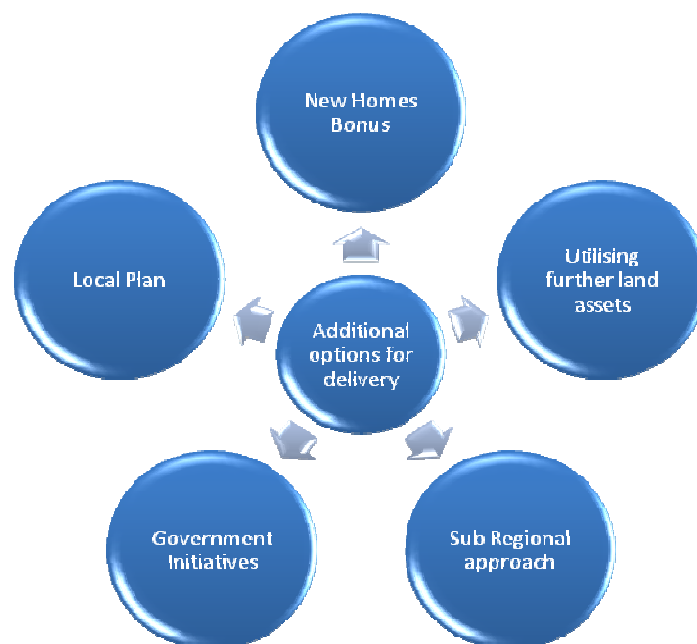 New Homes
Bonus
Local Plan
Utilising
further land
assets
Additional
options for
delivery
Government
Initiatives
Sub Regional
approach